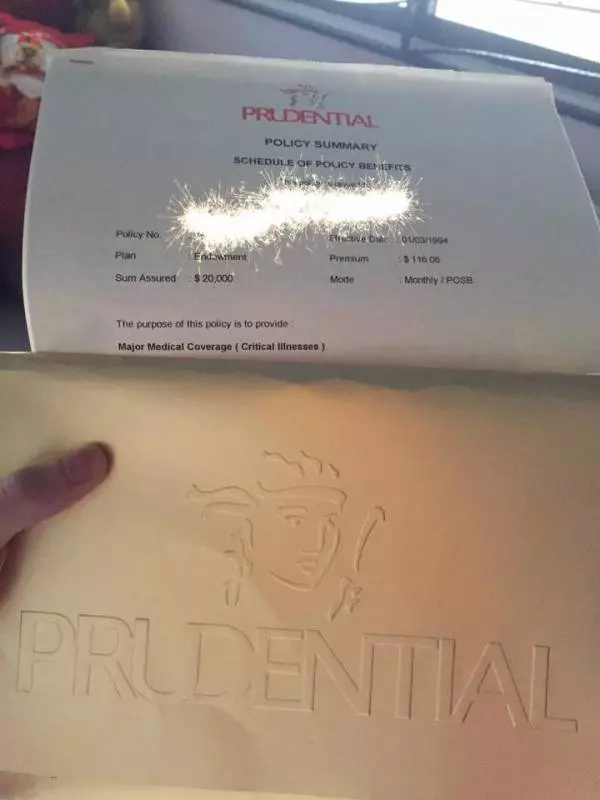 PRUDENTIAL
POLICY SUMMARY
SCHEDULE OF POLICY BENEFITS
Policy No. Effective Date : 01/03/1994
Plan : Endowment Premium : $ 116.06
Sum Assured : $ 20,000 Mode : Monthly / POSB
The purpose of this policy is to provide :
Major Medical Coverage ( Critical Illnesses )
PRUDENTIAL